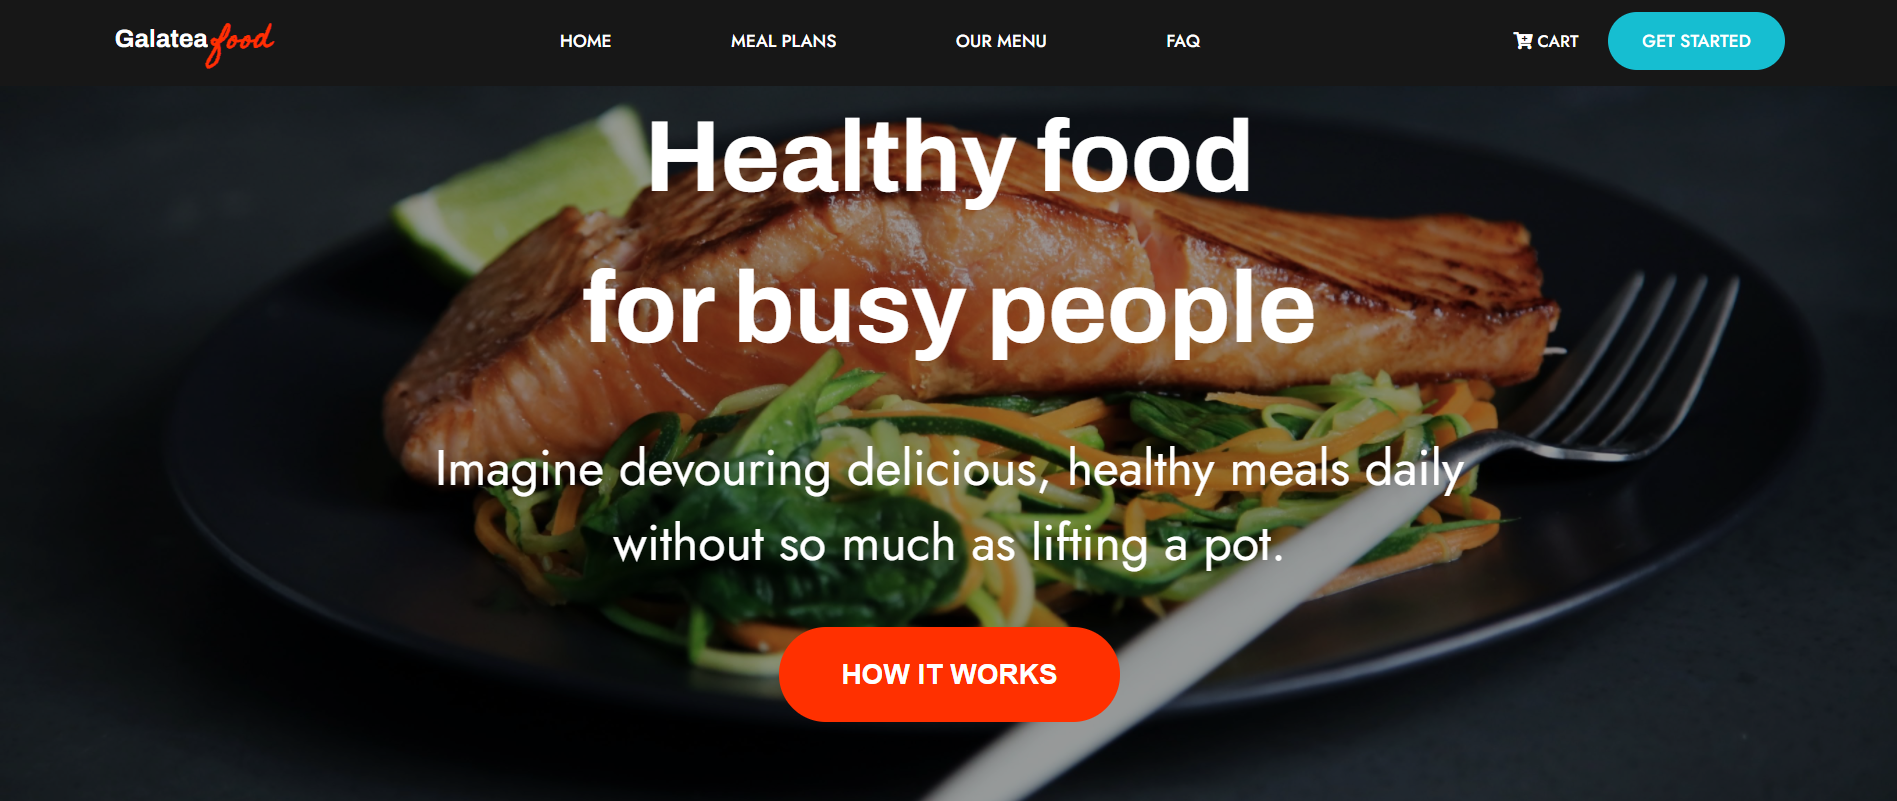 Galatea food
HOME
MEAL PLANS
OUR MENU
FAQ
CART
GET STARTED
Healthy food
for busy people
Imagine devouring delicious, healthy meals daily
without so much as lifting a pot.
HOW IT WORKS